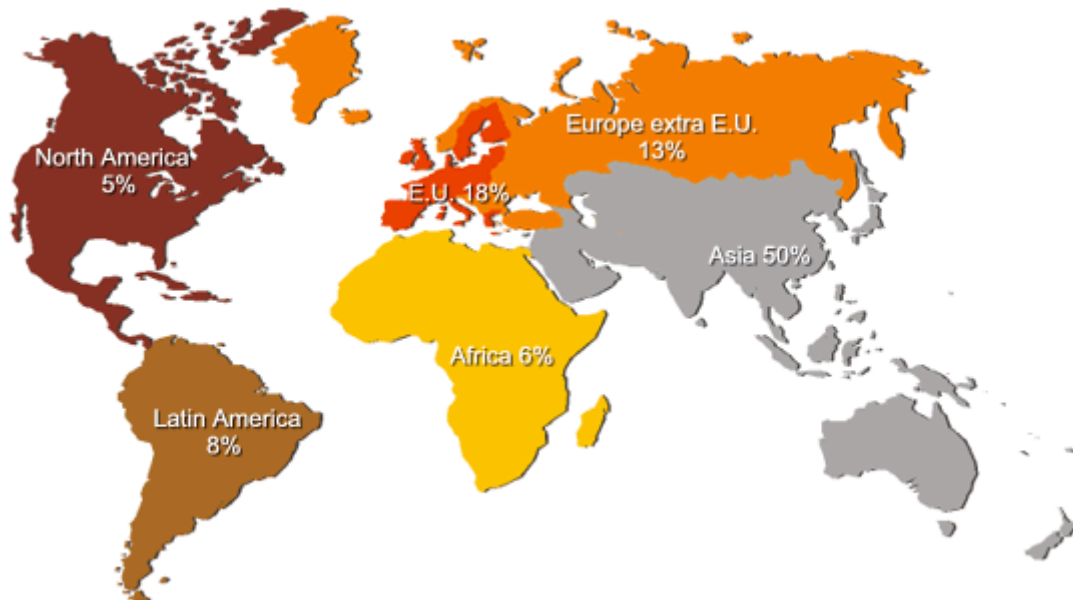 North America
5%
Europe extra E.U.
13%
E.U. 18%
Asia 50%
Africa 6%
Latin America
8%